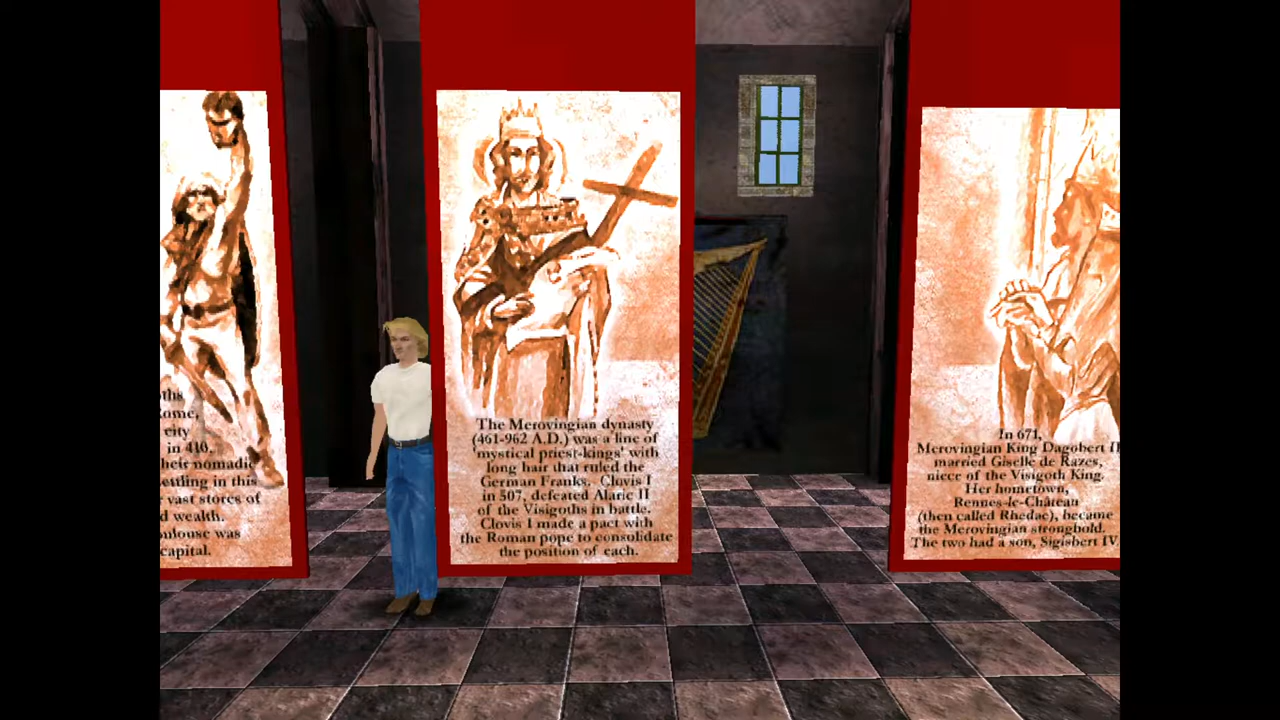 ths
ome,
city
in 410.
heir nomadic
ettling in this
vast stores of
d wealth.
oulouse was
capital.
The Merovingian dynasty
(461-962 A.D.) was a line of
'mystical priest-kings' with
long hair that ruled the
German Franks. Clovis I
in 507, defeated Alaric II
of the Visigoths in battle.
Clovis I made a pact with
the Roman pope to consolidate
the position of each.
In 671,
Merovingian King Dagobert II
married Giselle de Razes,
niece of the Visigoth King.
Her hometown,
Rennes-le-Château
(then called Rhedae), became
the Merovingian stronghold.
The two had a son, Sigisbert IV.